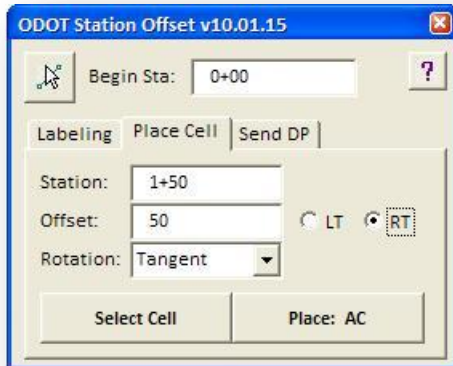 ODOT Station Offset v10.01.15
Begin Sta: 0+00 ?
Labeling Place Cell Send DP
Station: 1+50
Offset: 50 LT RT
Rotation: Tangent
Select Cell Place: AC